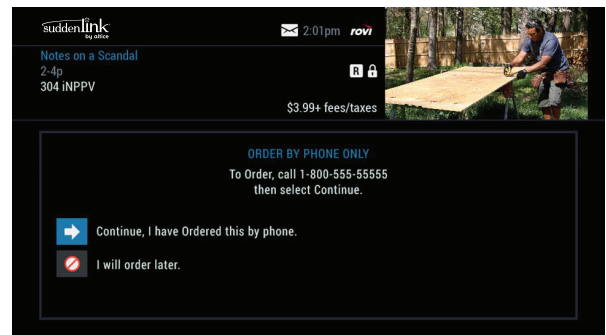 suddenlink
by altice
2:01pm rovi
Notes on a Scandal
2-4p
R
304 iNPPV
$3.99+ fees/taxes
ORDER BY PHONE ONLY
To Order, call 1-800-555-55555
then select Continue.
Continue, I have Ordered this by phone.
I will order later.